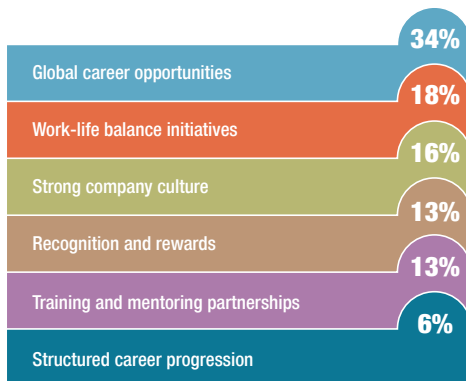 34%
Global career opportunities
18%
Work-life balance initiatives
16%
Strong company culture
13%
Recognition and rewards
13%
Training and mentoring partnerships
6%
Structured career progression